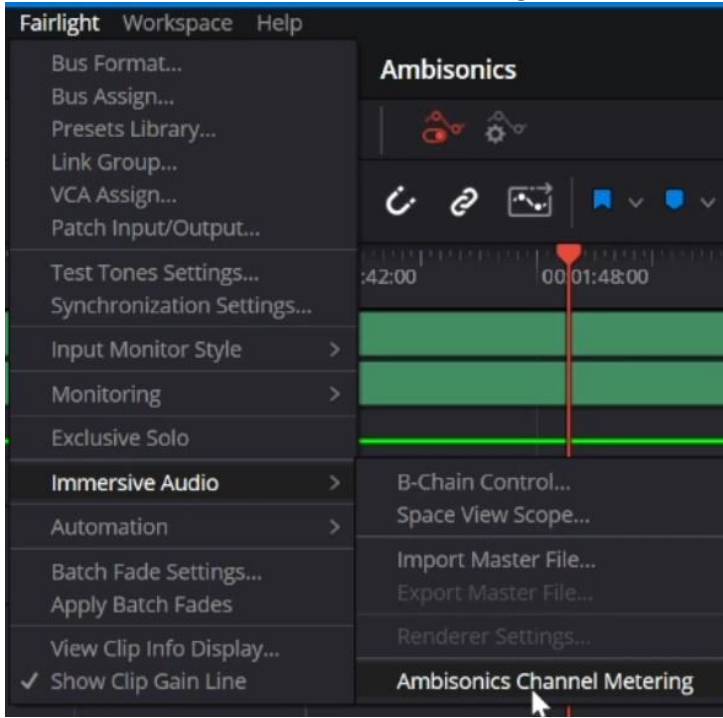 Fairlight Workspace Help
Bus Format...
Ambisonics
Bus Assign...
Presets Library...
Link Group...
VCA Assign...
Patch Input/Output...
Test Tones Settings...
:42:00 00:01:48:00
Synchronization Settings...
Input Monitor Style
Monitoring
Exclusive Solo
Immersive Audio
B-Chain Control...
Space View Scope...
Automation
Import Master File...
Batch Fade Settings...
Export Master File...
Apply Batch Fades
Renderer Settings...
View Clip Info Display...
✓ Show Clip Gain Line
Ambisonics Channel Metering